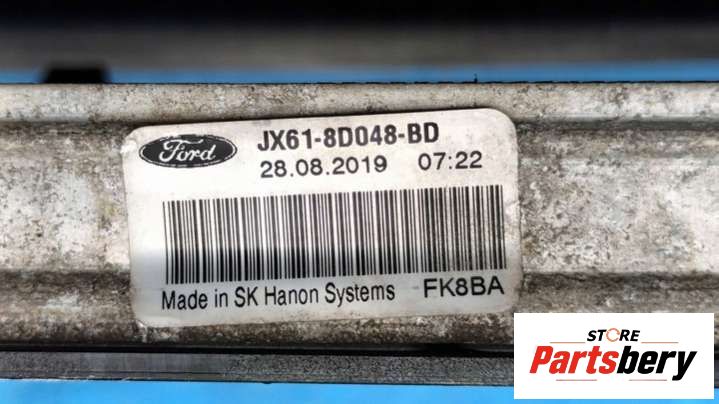 Ford
JX61-8D048-BD
28.08.2019 07:22
Made in SK Hanon Systems FK8BA
STORE
Partsbery